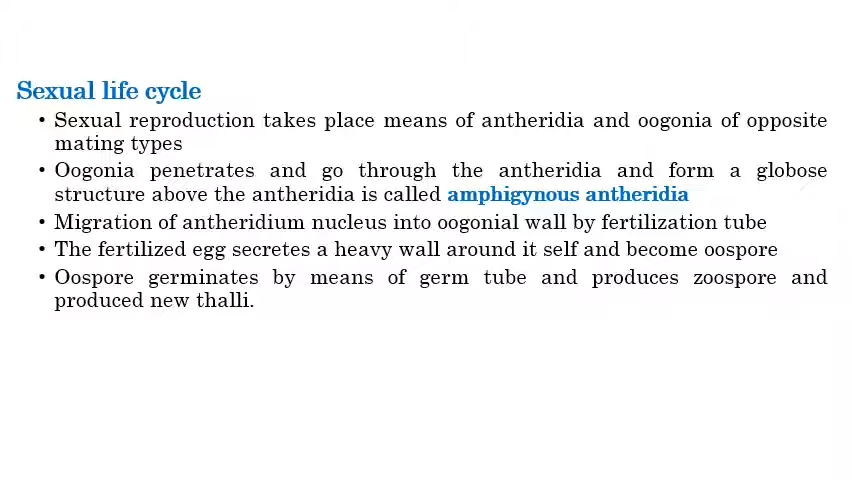 Sexual life cycle
• Sexual reproduction takes place means of antheridia and oogonia of opposite
mating types
• Oogonia penetrates and go through the antheridia and form a globose
structure above the antheridia is called amphigynous antheridia
• Migration of antheridium nucleus into oogonial wall by fertilization tube
• The fertilized egg secretes a heavy wall around it self and become oospore
• Oospore germinates by means of germ tube and produces zoospore and
produced new thalli.